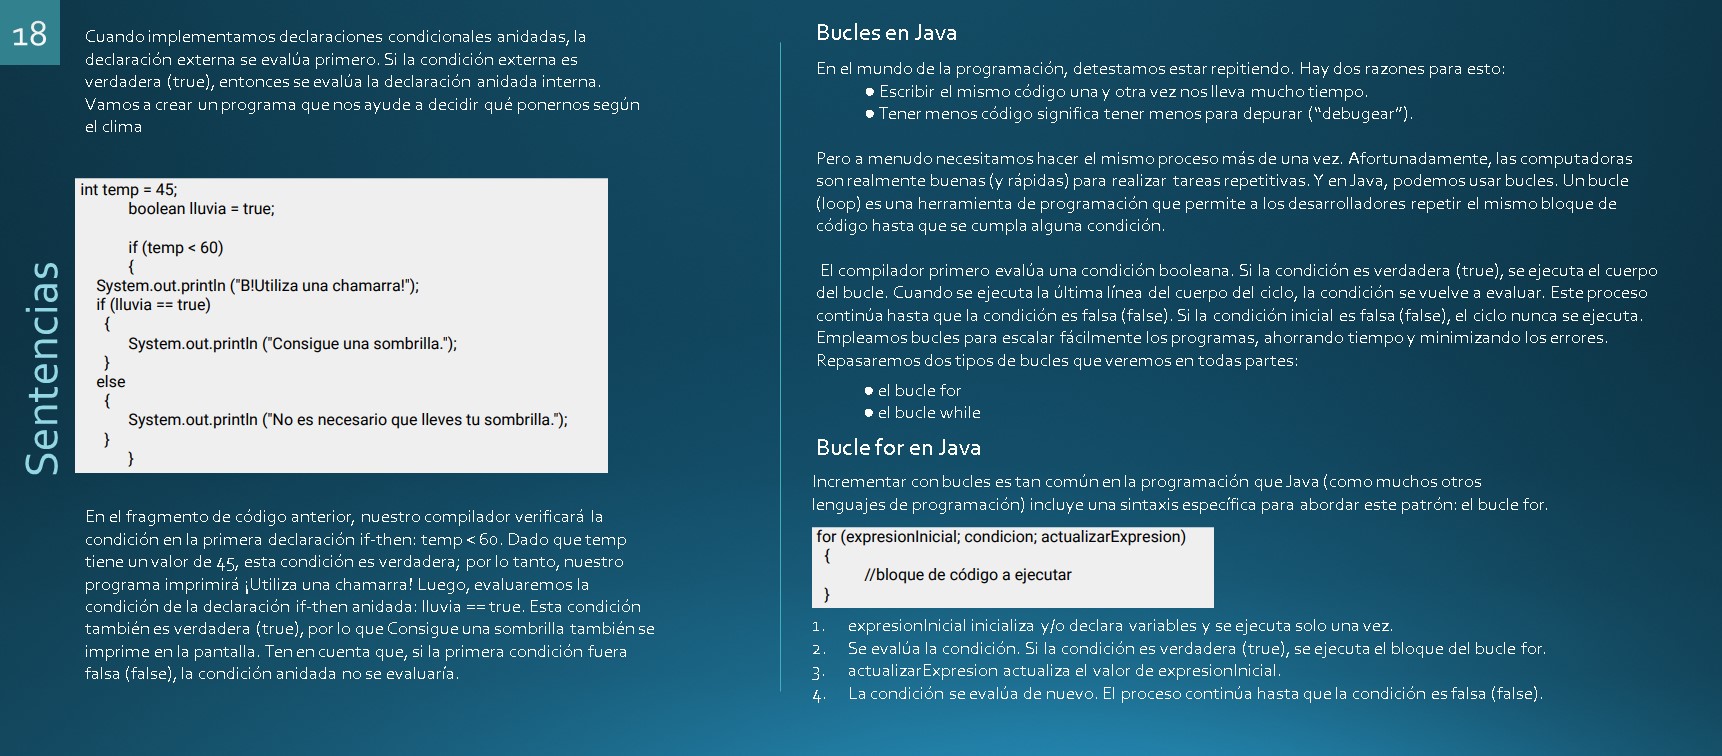 18
Sentencias
Cuando implementamos declaraciones condicionales anidadas, la
declaración externa se evalúa primero. Si la condición externa es
verdadera (true), entonces se evalúa la declaración anidada interna.
Vamos a crear un programa que nos ayude a decidir qué ponernos según
el clima
int temp = 45;
boolean lluvia = true;
if (temp < 60)
{
System.out.println ("B!Utiliza una chamarra!");
if (lluvia == true)
{
System.out.println ("Consigue una sombrilla.");
}
else
{
System.out.println ("No es necesario que lleves tu sombrilla.");
}
}
En el fragmento de código anterior, nuestro compilador verificará la
condición en la primera declaración if-then: temp < 60. Dado que temp
tiene un valor de 45, esta condición es verdadera; por lo tanto, nuestro
programa imprimirá ¡Utiliza una chamarra! Luego, evaluaremos la
condición de la declaración if-then anidada: lluvia == true. Esta condición
también es verdadera (true), por lo que Consigue una sombrilla también se
imprime en la pantalla. Ten en cuenta que, si la primera condición fuera
falsa (false), la condición anidada no se evaluaría.
Bucles en Java
En el mundo de la programación, detestamos estar repitiendo. Hay dos razones para esto:
● Escribir el mismo código una y otra vez nos lleva mucho tiempo.
● Tener menos código significa tener menos para depurar (“debugear”).
Pero a menudo necesitamos hacer el mismo proceso más de una vez. Afortunadamente, las computadoras
son realmente buenas (y rápidas) para realizar tareas repetitivas. Y en Java, podemos usar bucles. Un bucle
(loop) es una herramienta de programación que permite a los desarrolladores repetir el mismo bloque de
código hasta que se cumpla alguna condición.
El compilador primero evalúa una condición booleana. Si la condición es verdadera (true), se ejecuta el cuerpo
del bucle. Cuando se ejecuta la última línea del cuerpo del ciclo, la condición se vuelve a evaluar. Este proceso
continúa hasta que la condición es falsa (false). Si la condición inicial es falsa (false), el ciclo nunca se ejecuta.
Empleamos bucles para escalar fácilmente los programas, ahorrando tiempo y minimizando los errores.
Repasaremos dos tipos de bucles que veremos en todas partes:
● el bucle for
● el bucle while
Bucle for en Java
Incrementar con bucles es tan común en la programación que Java (como muchos otros
lenguajes de programación) incluye una sintaxis específica para abordar este patrón: el bucle for.
for (expresionInicial; condicion; actualizarExpresion)
{
//bloque de código a ejecutar
}
1. expresionInicial inicializa y/o declara variables y se ejecuta solo una vez.
2. Se evalúa la condición. Si la condición es verdadera (true), se ejecuta el bloque del bucle for.
3. actualizarExpresion actualiza el valor de expresionInicial.
4. La condición se evalúa de nuevo. El proceso continúa hasta que la condición es falsa (false).